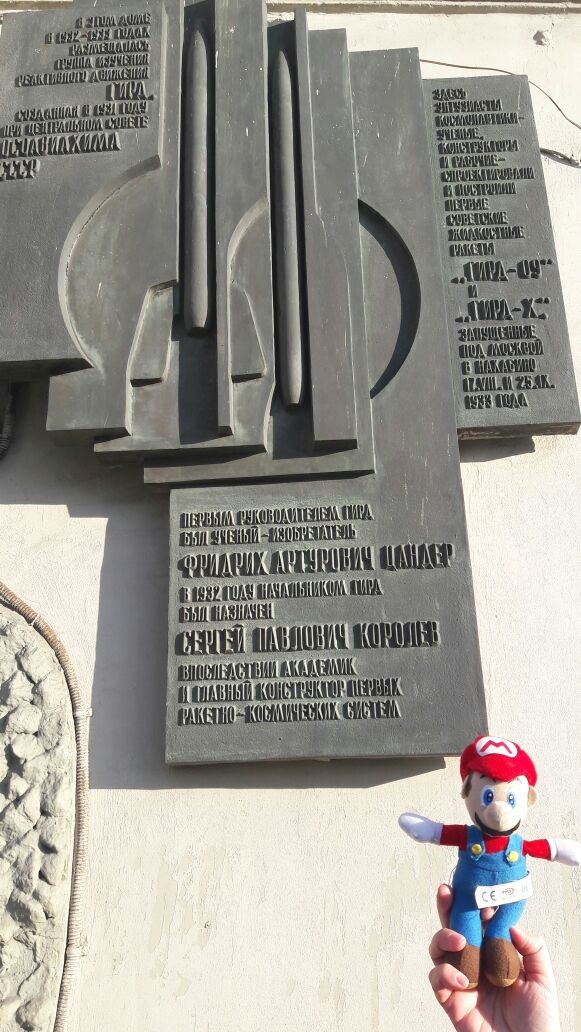 В ЭТОМ ДОМЕ
В 1932-1933 ГОДАХ
РАЗМЕЩАЛАСЬ
ГРУППА ИЗУЧЕНИЯ
РЕАКТИВНОГО ДВИЖЕНИЯ
ГИРД,
СОЗДАННАЯ В 1931 ГОДУ
ПРИ ЦЕНТРАЛЬНОМ СОВЕТЕ
ОСОАВИАХИМА
СССР
ЗДЕСЬ
ЭНТУЗИАСТЫ
КОСМОНАВТИКИ-
УЧЕНЫЕ,
КОНСТРУКТОРЫ
И РАБОЧИЕ-
СПРОЕКТИРОВАЛИ
И ПОСТРОИЛИ
ПЕРВЫЕ
СОВЕТСКИЕ
ЖИДКОСТНЫЕ
РАКЕТЫ
„ГИРД-09"
И
„ГИРД-X",
ЗАПУЩЕННЫЕ
ПОД МОСКВОЙ
В НАХАБИНО
17.VIII. И 25.IX.
1933 ГОДА
ПЕРВЫМ РУКОВОДИТЕЛЕМ ГИРД
БЫЛ УЧЕНЫЙ-ИЗОБРЕТАТЕЛЬ
ФРИДРИХ АРТУРОВИЧ ЦАНДЕР
В 1932 ГОДУ НАЧАЛЬНИКОМ ГИРД
БЫЛ НАЗНАЧЕН
СЕРГЕЙ ПАВЛОВИЧ КОРОЛЕВ
ВПОСЛЕДСТВИИ АКАДЕМИК
И ГЛАВНЫЙ КОНСТРУКТОР ПЕРВЫХ
РАКЕТНО-КОСМИЧЕСКИХ СИСТЕМ
M
CE